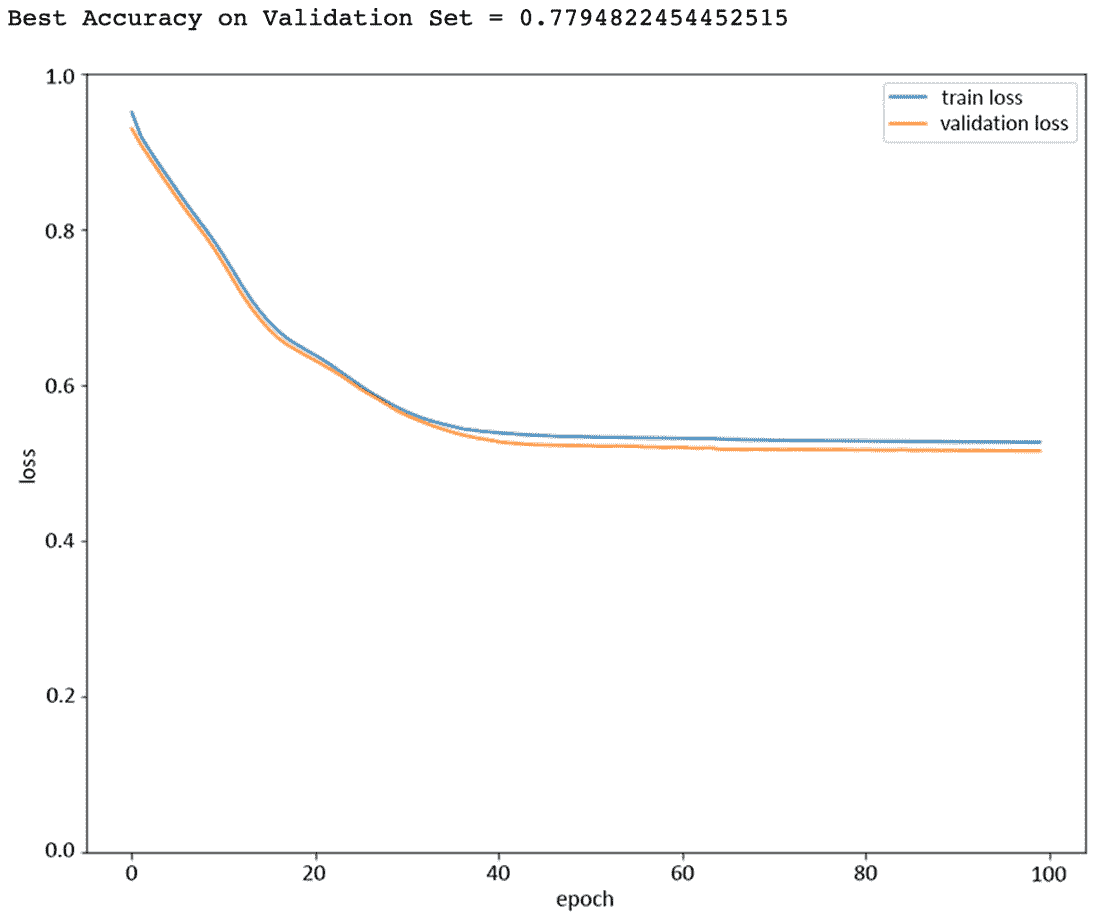 Best Accuracy on Validation Set = 0.7794822454452515
1.0
train loss
validation loss
0.8
0.6
loss
0.4
0.2
0.0
0 20 40 60 80 100
epoch